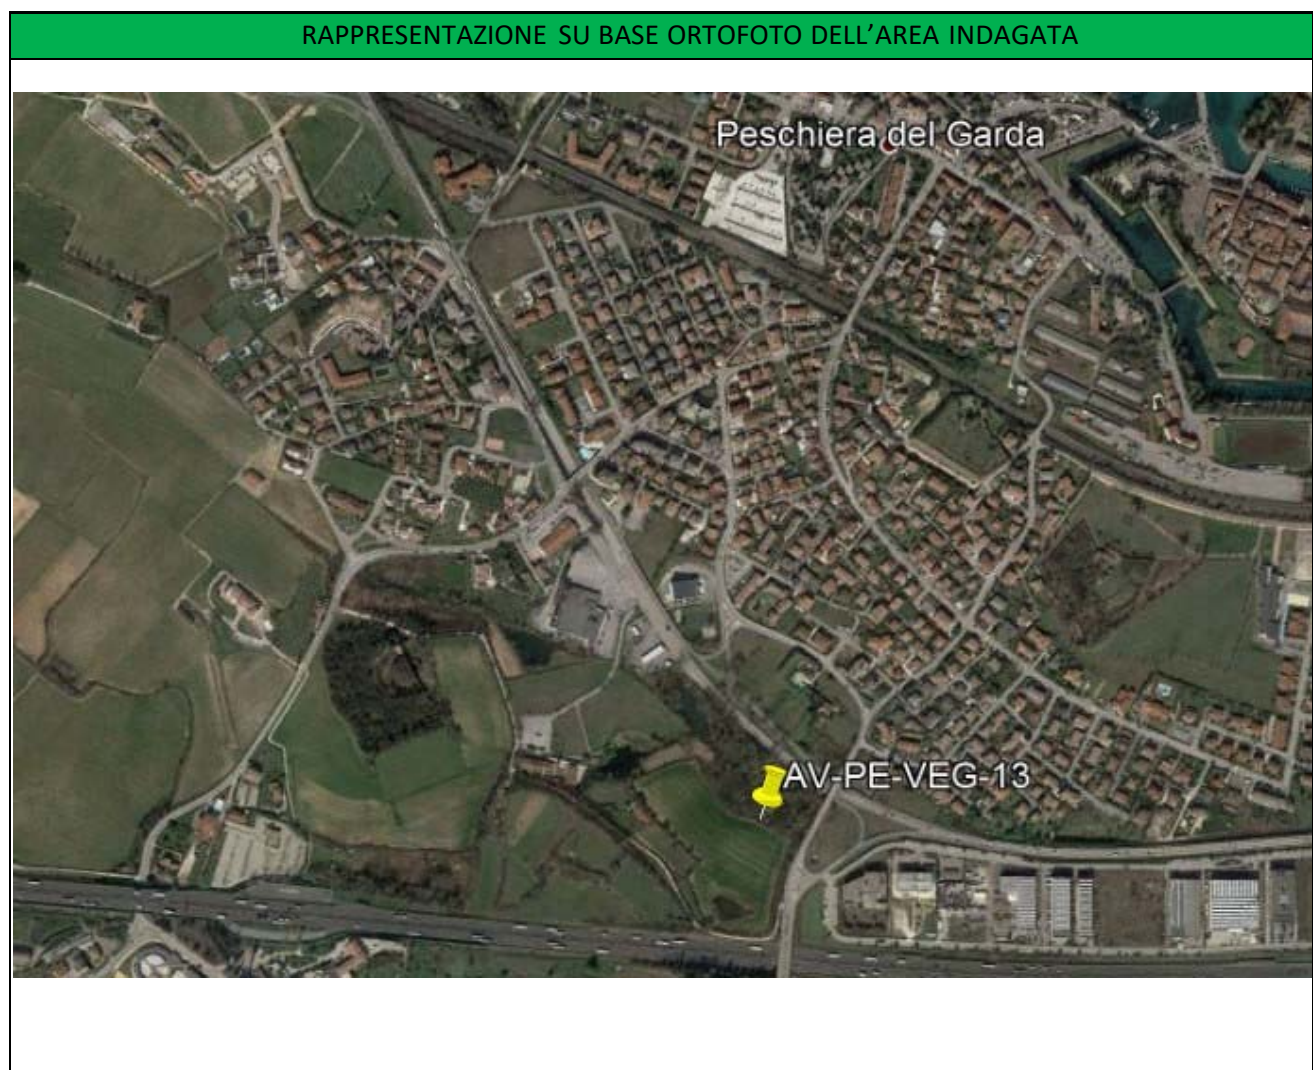 RAPPRESENTAZIONE SU BASE ORTOFOTO DELL’AREA INDAGATA
Peschiera del Garda
AV-PE-VEG-13